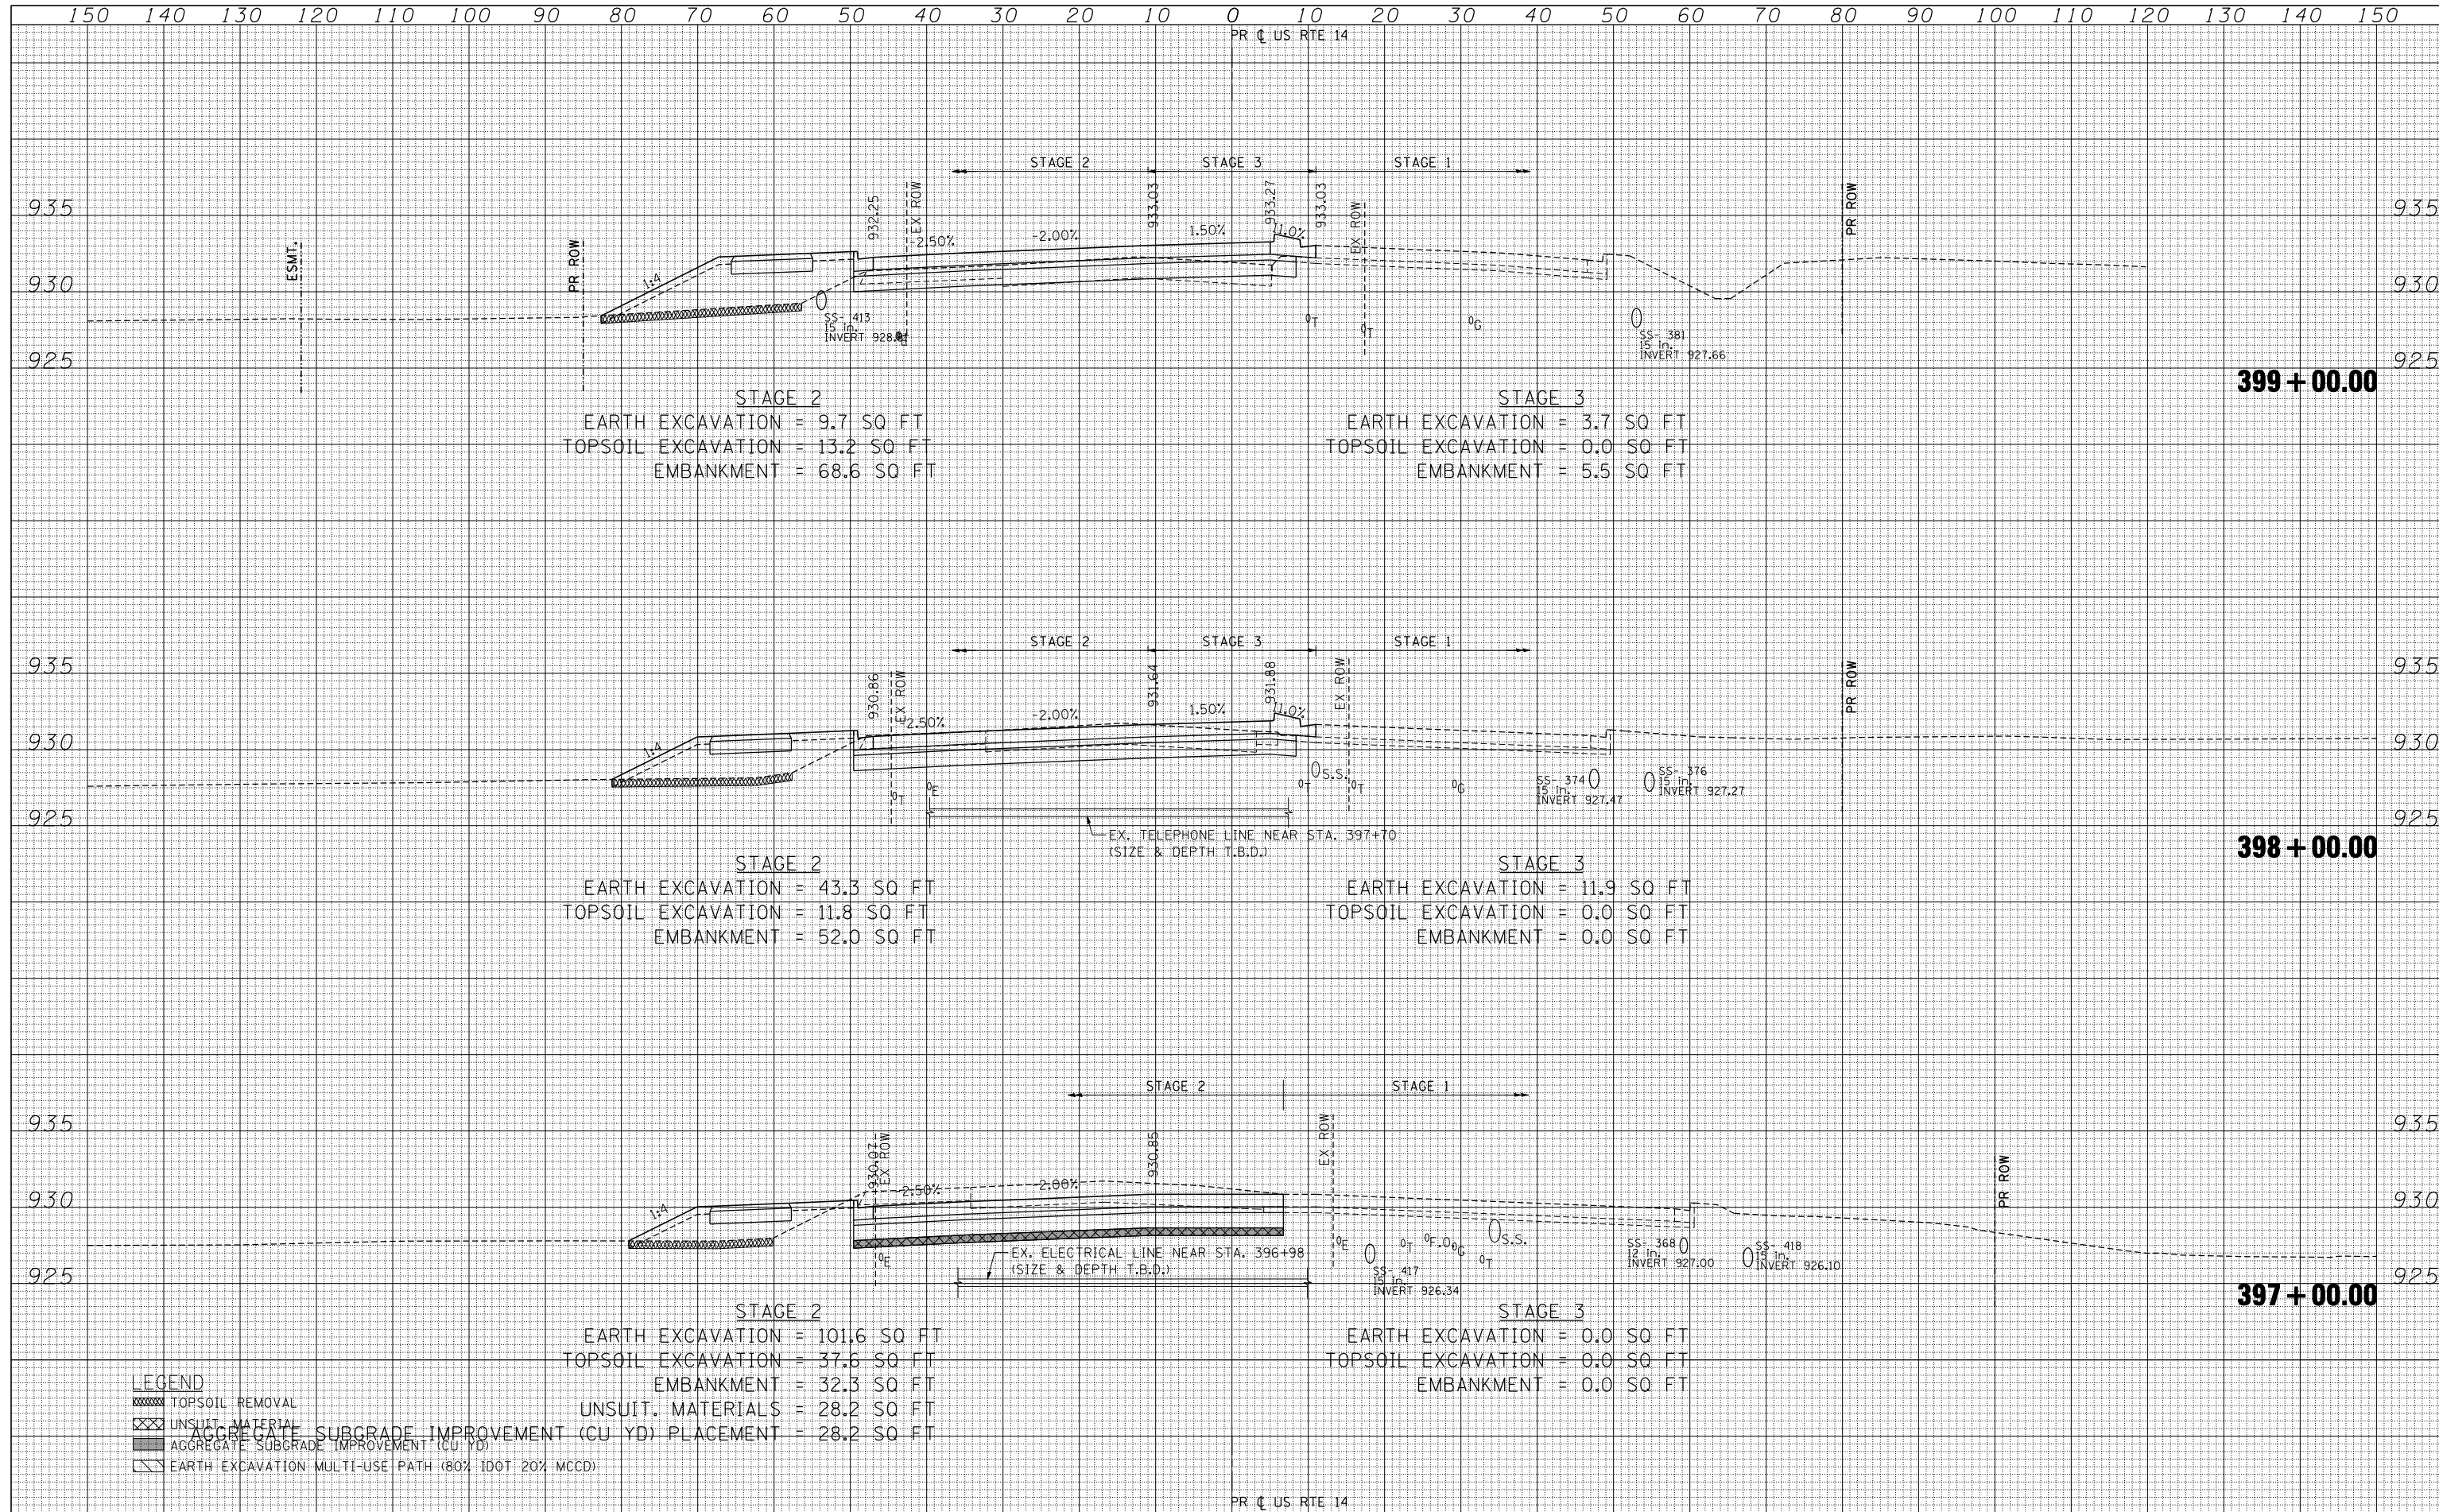 150 140 130 120 110 100 90 80 70 60 50 40 30 20 10 0 10 20 30 40 50 60 70 80 90 100 110 120 130 140 150
PR ℄ US RTE 14
STAGE 2 STAGE 3 STAGE 1
932.25
EX ROW
933.03
933.27
933.03
EX ROW
PR ROW
935 935
-2.50% -2.00% 1.50% 11.0%
ESMT.
PR ROW
1:4
930 930
SS- 413
15 in.
INVERT 928.
T T G
SS- 381
15 in.
INVERT 927.66
925 925
399+00.00
STAGE 2
EARTH EXCAVATION = 9.7 SQ FT
TOPSOIL EXCAVATION = 13.2 SQ FT
EMBANKMENT = 68.6 SQ FT
STAGE 3
EARTH EXCAVATION = 3.7 SQ FT
TOPSOIL EXCAVATION = 0.0 SQ FT
EMBANKMENT = 5.5 SQ FT
STAGE 2 STAGE 3 STAGE 1
935 935
930.86
EX ROW
931.64
931.88
EX ROW
PR ROW
-2.50% -2.00% 1.50% 11.0%
1:4
930 930
T E S.S. T T G
SS- 374
15 in.
INVERT 927.47
SS- 376
15 in.
INVERT 927.27
925 925
EX. TELEPHONE LINE NEAR STA. 397+70
(SIZE & DEPTH T.B.D.)
398+00.00
STAGE 2
EARTH EXCAVATION = 43.3 SQ FT
TOPSOIL EXCAVATION = 11.8 SQ FT
EMBANKMENT = 52.0 SQ FT
STAGE 3
EARTH EXCAVATION = 11.9 SQ FT
TOPSOIL EXCAVATION = 0.0 SQ FT
EMBANKMENT = 0.0 SQ FT
STAGE 2 STAGE 1
935 935
930.07
EX ROW
930.85
EX ROW
PR ROW
-2.50% -2.00%
1:4
930 930
E E T F.O. G S.S. T
EX. ELECTRICAL LINE NEAR STA. 396+98
(SIZE & DEPTH T.B.D.)
SS- 417
15 in.
INVERT 926.34
SS- 368
12 in.
INVERT 927.00
SS- 418
15 in.
INVERT 926.10
925 925
397+00.00
STAGE 2
EARTH EXCAVATION = 101.6 SQ FT
TOPSOIL EXCAVATION = 37.6 SQ FT
EMBANKMENT = 32.3 SQ FT
UNSUIT. MATERIALS = 28.2 SQ FT
AGGREGATE SUBGRADE IMPROVEMENT (CU YD) PLACEMENT = 28.2 SQ FT
STAGE 3
EARTH EXCAVATION = 0.0 SQ FT
TOPSOIL EXCAVATION = 0.0 SQ FT
EMBANKMENT = 0.0 SQ FT
LEGEND
TOPSOIL REMOVAL
UNSUIT. MATERIAL
AGGREGATE SUBGRADE IMPROVEMENT (CU YD)
EARTH EXCAVATION MULTI-USE PATH (80% IDOT 20% MCCD)
PR ℄ US RTE 14